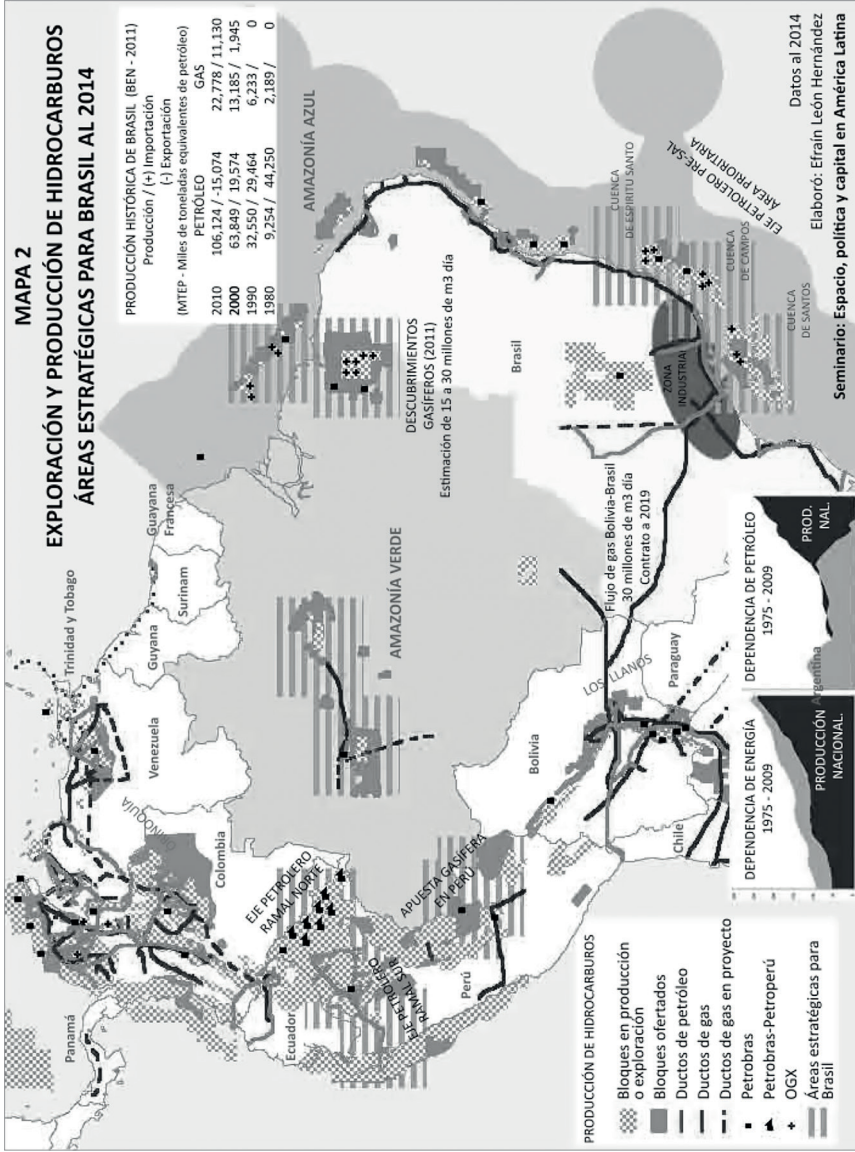 MAPA 2
EXPLORACIÓN Y PRODUCCIÓN DE HIDROCARBUROS
ÁREAS ESTRATÉGICAS PARA BRASIL AL 2014
PRODUCCIÓN HISTÓRICA DE BRASIL (BEN - 2011)
Producción / (+) Importación
(-) Exportación
(MTEP - Miles de toneladas equivalentes de petróleo)
PETRÓLEO GAS
2010 106,124 / -15,074 22,778 / 11,130
2000 63,849 / 19,574 13,185 / 1,945
1990 32,550 / 29,464 6,233 / 0
1980 9,254 / 44,250 2,189 / 0
Panamá
Trinidad y Tobago
Venezuela
Guyana
Surinam
Guayana
Francesa
ORINOQUÍA
Colombia
AMAZONÍA AZUL
EJE PETROLERO
RAMAL NORTE
Ecuador
EJE PETROLERO
RAMAL SUR
AMAZONÍA VERDE
DESCUBRIMIENTOS
GASÍFEROS (2011)
Estimación de 15 a 30 millones de m3 día
APUESTA GASÍFERA
EN PERÚ
Perú
Brasil
Bolivia
Flujo de gas Bolivia-Brasil
30 millones de m3 día
Contrato a 2019
LOS LLANOS
Paraguay
Chile
Argentina
ZONA
INDUSTRIAL
CUENCA
DE ESPIRITU SANTO
CUENCA
DE CAMPOS
CUENCA
DE SANTOS
EJE PETROLERO PRE-SAL
AREA PRIORITARIA
PRODUCCIÓN DE HIDROCARBUROS
Bloques en producción
o exploración
Bloques ofertados
Ductos de petróleo
Ductos de gas
Ductos de gas en proyecto
Petrobras
Petrobras-Petroperú
OGX
Áreas estratégicas para
Brasil
DEPENDENCIA DE ENERGÍA
1975 - 2009
PRODUCCIÓN
NACIONAL
DEPENDENCIA DE PETRÓLEO
1975 - 2009
PROD.
NAL.
Datos al 2014
Elaboró: Efraín León Hernández
Seminario: Espacio, política y capital en América Latina